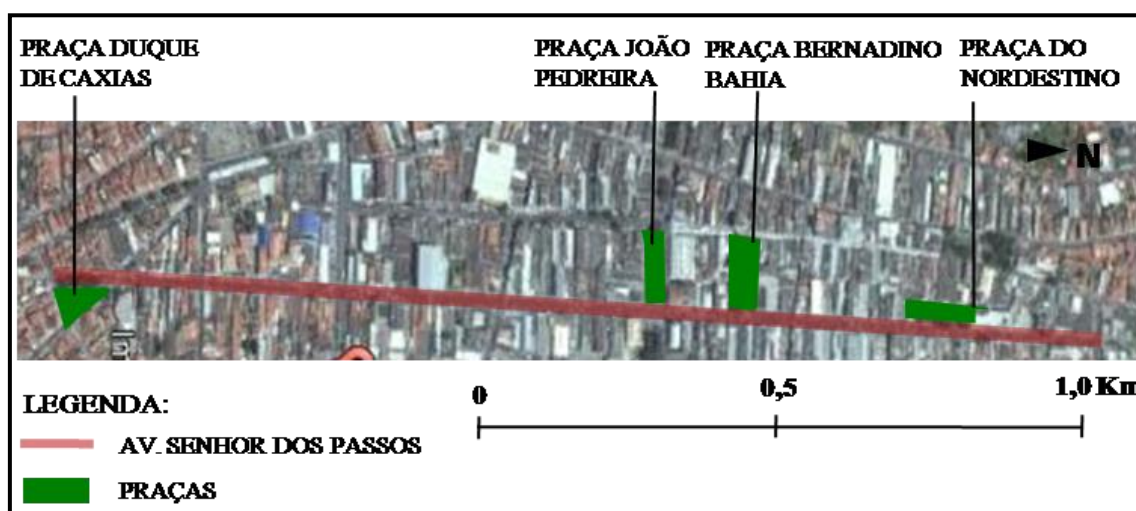 PRAÇA DUQUE
DE CAXIAS
PRAÇA JOÃO
PEDREIRA
PRAÇA BERNADINO
BAHIA
PRAÇA DO
NORDESTINO
N
0
0,5
1,0 Km
LEGENDA:
AV. SENHOR DOS PASSOS
PRAÇAS